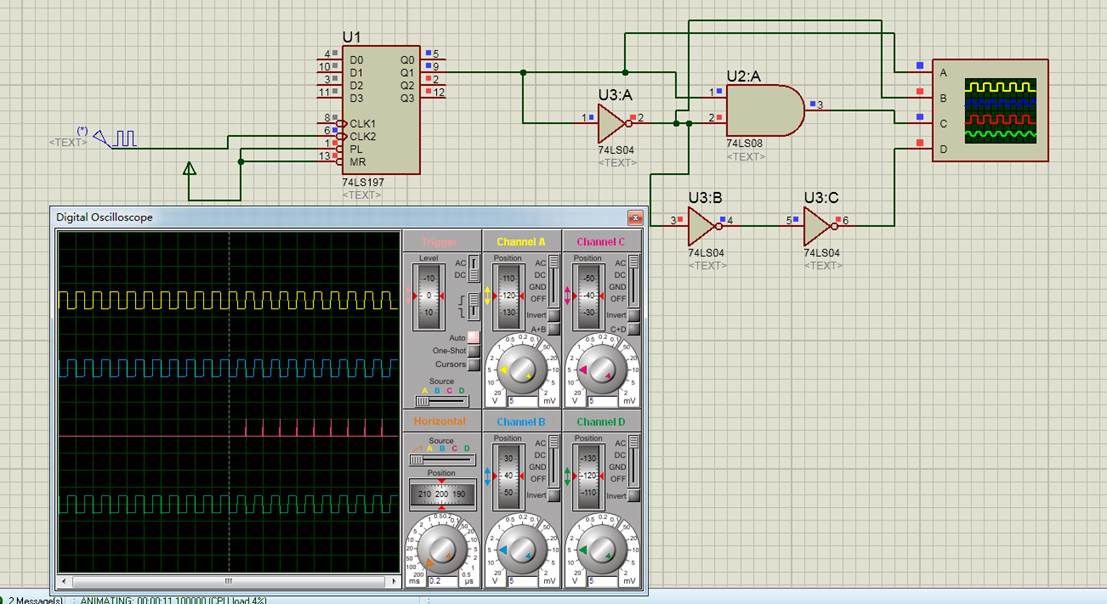 U1
4
D0
Q0
5
10
D1
Q1
9
3
D2
Q2
2
11
D3
Q3
12
8
CLK1
6
CLK2
1
PL
13
MR
74LS197
<TEXT>
(*)
<TEXT>
U3:A
1
2
74LS04
<TEXT>
U2:A
1
2
3
74LS08
<TEXT>
A
B
C
D
U3:B
3
4
74LS04
<TEXT>
U3:C
5
6
74LS04
<TEXT>
Digital Oscilloscope
Trigger
Level
AC
DC
-10
0
10
Auto
One-Shot
Cursors
Source
A B C D
Channel A
Position
AC
DC
GND
OFF
Invert
A+B
-110
-120
-130
V
5
mV
Channel C
Position
AC
DC
GND
OFF
Invert
C+D
-50
-40
-30
V
5
mV
Horizontal
Source
A B C D
Position
210 200 190
ms
0.2
µs
Channel B
Position
AC
DC
GND
OFF
Invert
30
40
50
V
5
mV
Channel D
Position
AC
DC
GND
OFF
Invert
-130
-120
-110
V
5
mV
2 Message(s)
ANIMATING: 00:00:11.100000 (CPU load 4%)